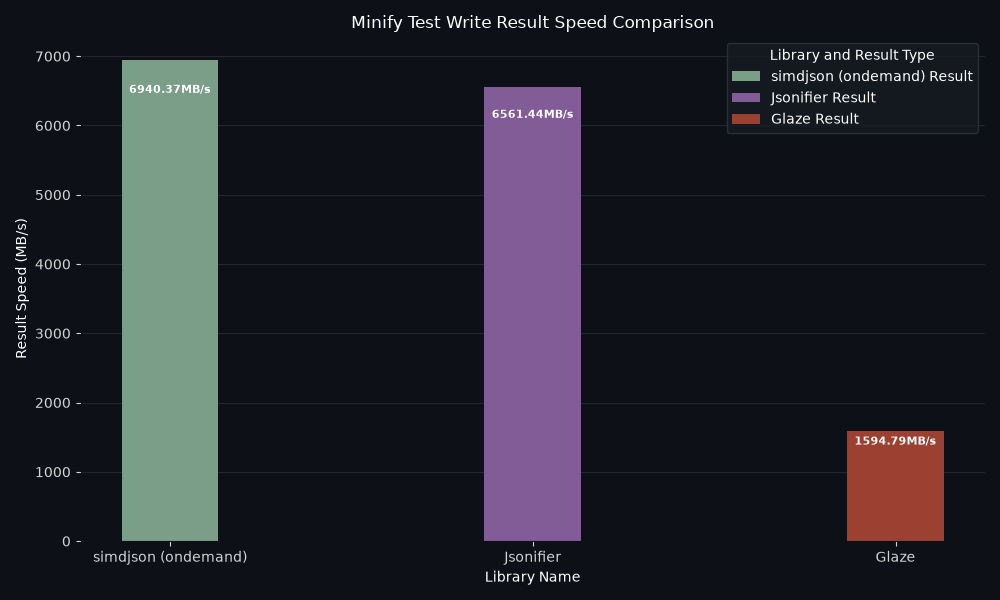 Minify Test Write Result Speed Comparison
Library and Result Type
simdjson (ondemand) Result
Jsonifier Result
Glaze Result
Result Speed (MB/s)
7000
6000
5000
4000
3000
2000
1000
0
6940.37MB/s
6561.44MB/s
1594.79MB/s
simdjson (ondemand)
Jsonifier
Glaze
Library Name